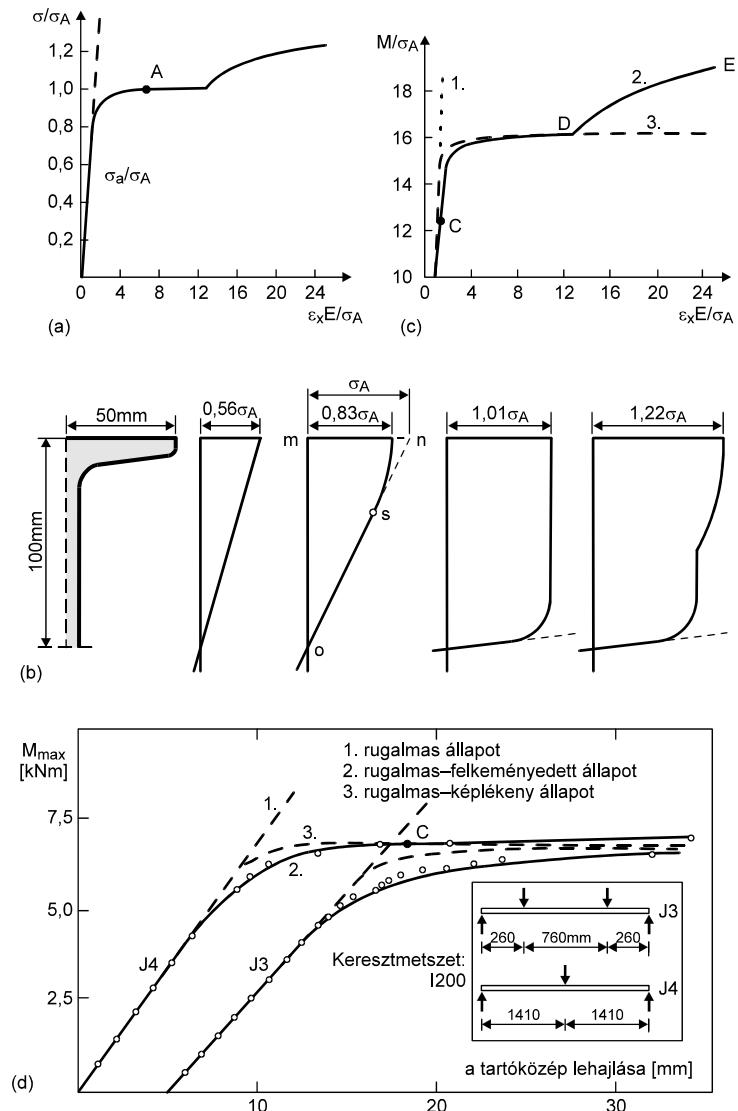 σ/σA
1,2
1,0
0,8
0,6
0,4
0,2
A
σa/σA
0 4 8 12 16 20 24
εxE/σA
(a)
M/σA
18
16
14
12
10
1.
2.
3.
C
D
E
0 4 8 12 16 20 24
εxE/σA
(c)
50mm
100mm
0,56σA
σA
0,83σA
m
n
s
o
1,01σA
1,22σA
(b)
Mmax
[kNm]
7,5
5,0
2,5
1. rugalmas állapot
2. rugalmas–felkeményedett állapot
3. rugalmas–képlékeny állapot
1.
3.
2.
C
J4
J3
Keresztmetszet:
I200
J3
260 760mm 260
J4
1410 1410
a tartóközép lehajlása [mm]
(d)
10 20 30